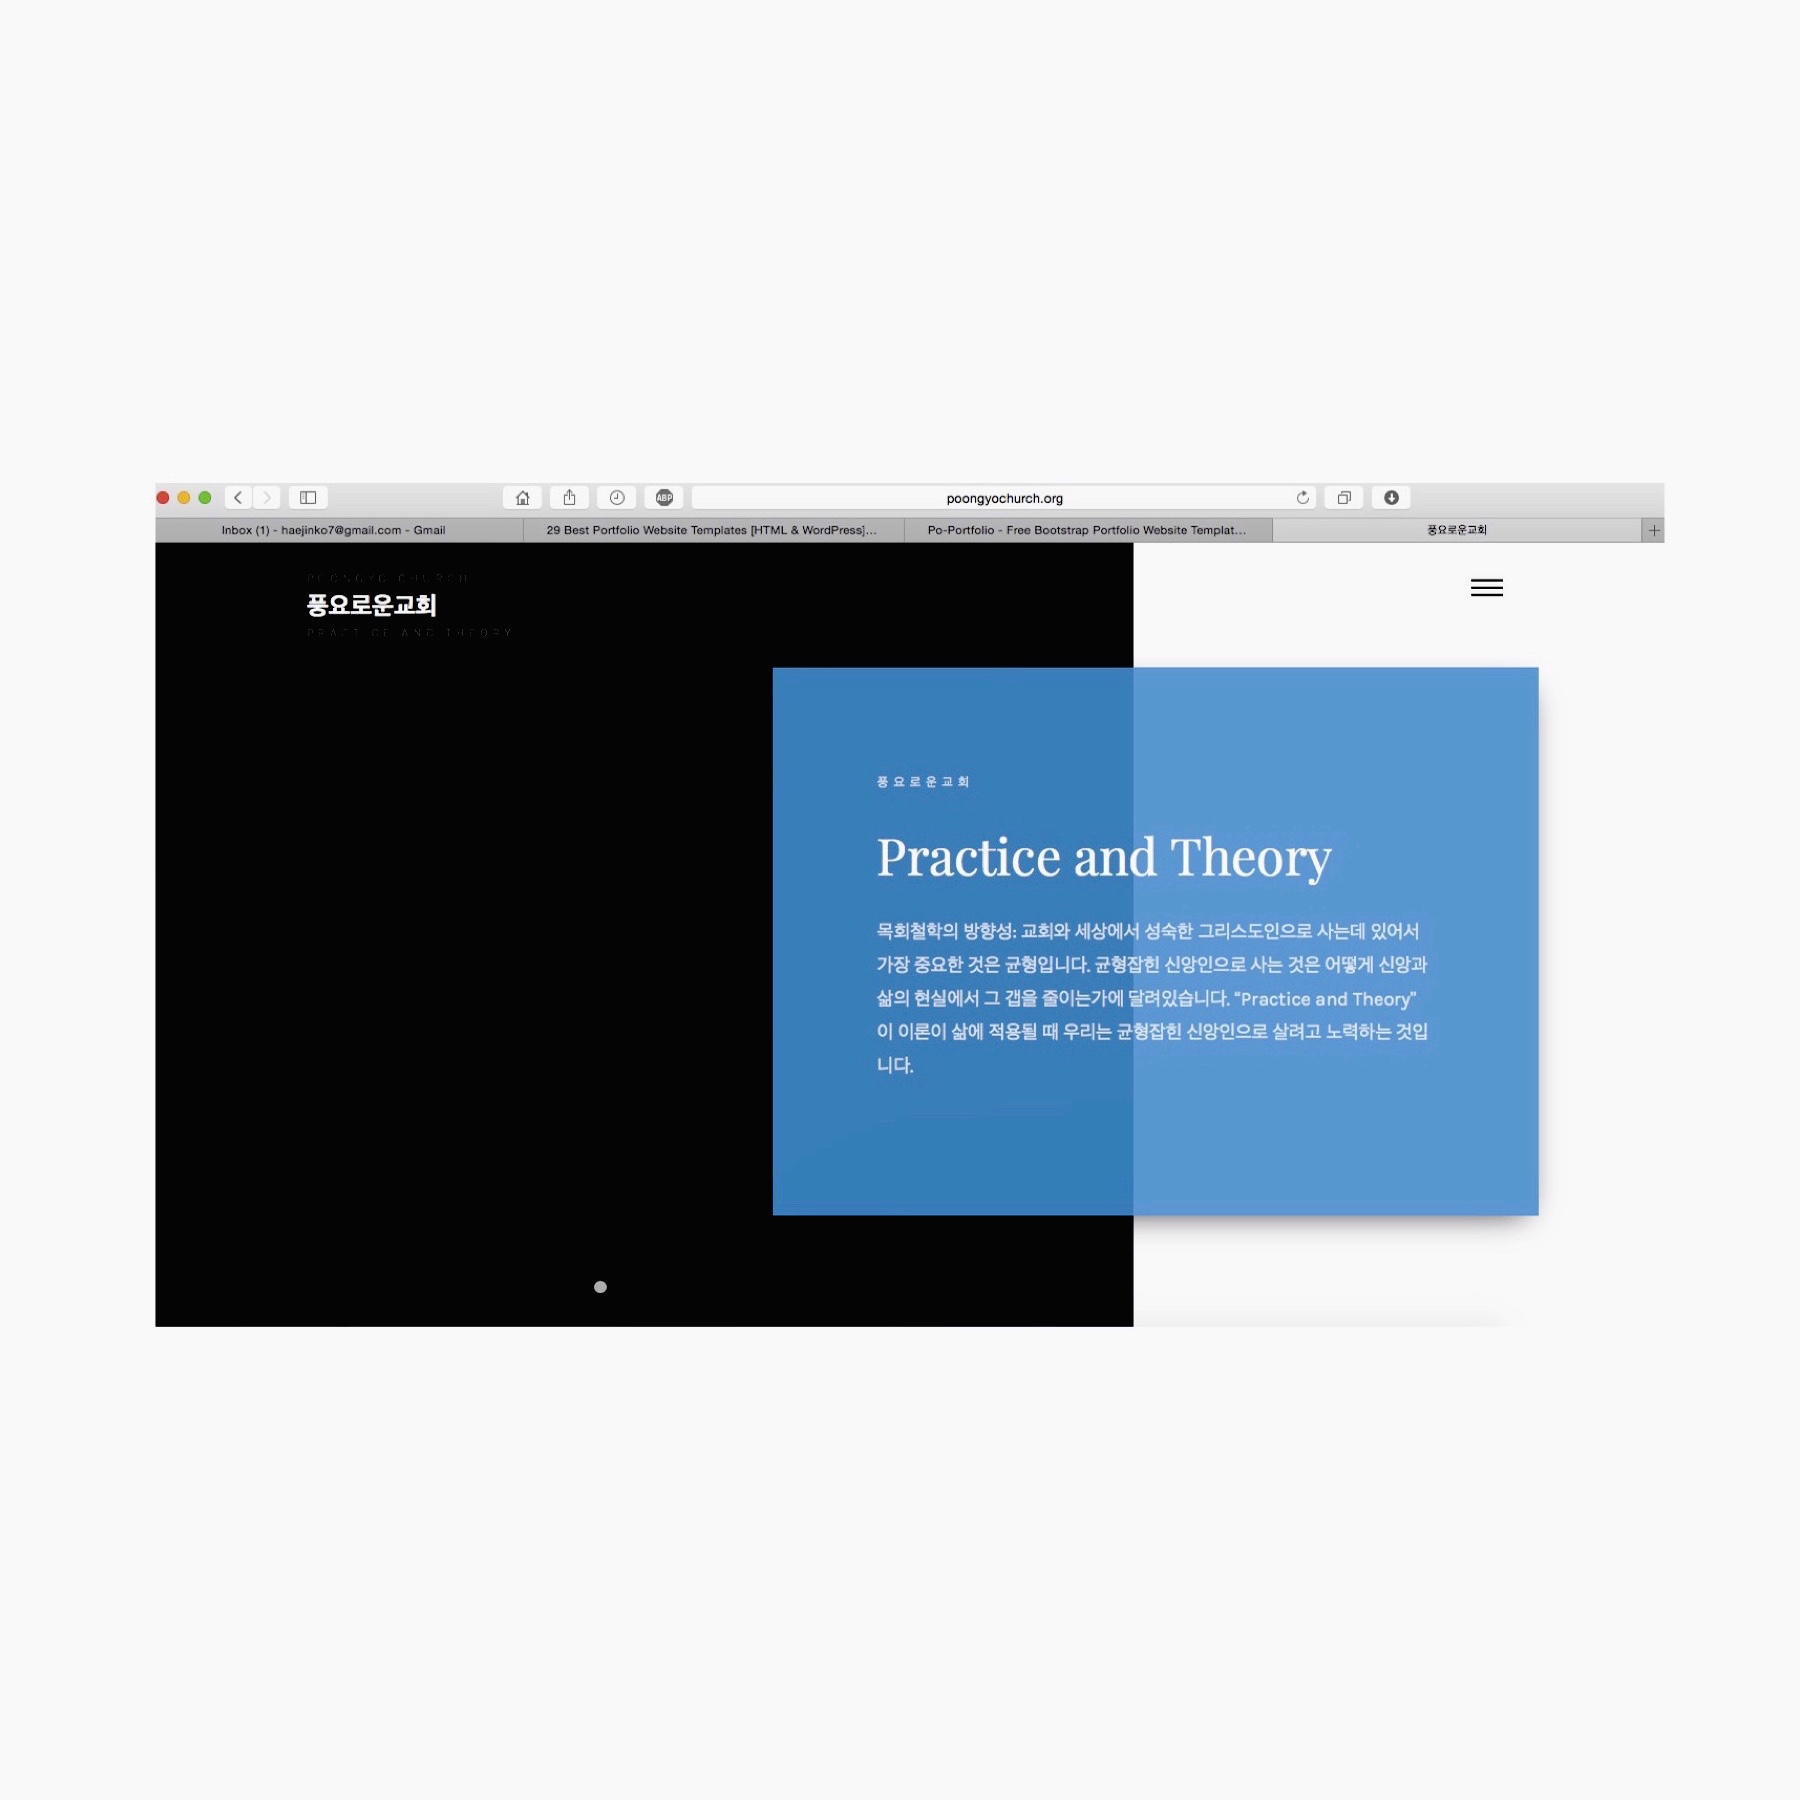 ABP
poongyochurch.org
Inbox (1) - haejinko7@gmail.com - Gmail
29 Best Portfolio Website Templates [HTML & WordPress]...
Po-Portfolio - Free Bootstrap Portfolio Website Templat...
풍요로운교회
POONGYO CHURCH
풍요로운교회
PRACTICE AND THEORY
풍요로운교회
Practice and Theory
목회철학의 방향성: 교회와 세상에서 성숙한 그리스도인으로 사는데 있어서
가장 중요한 것은 균형입니다. 균형잡힌 신앙인으로 사는 것은 어떻게 신앙과
삶의 현실에서 그 갭을 줄이는가에 달려있습니다. “Practice and Theory”
이 이론이 삶에 적용될 때 우리는 균형잡힌 신앙인으로 살려고 노력하는 것입
니다.